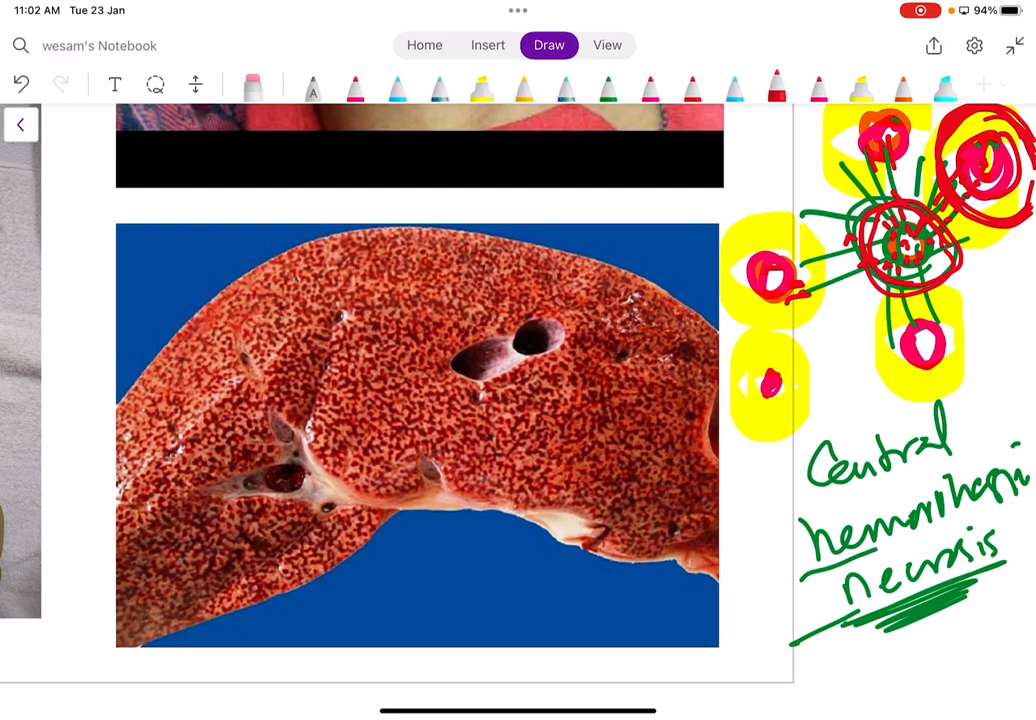 11:02 AM Tue 23 Jan
94%
wesam's Notebook
Home Insert Draw View
T A
Central
hemorrhagic
necrosis